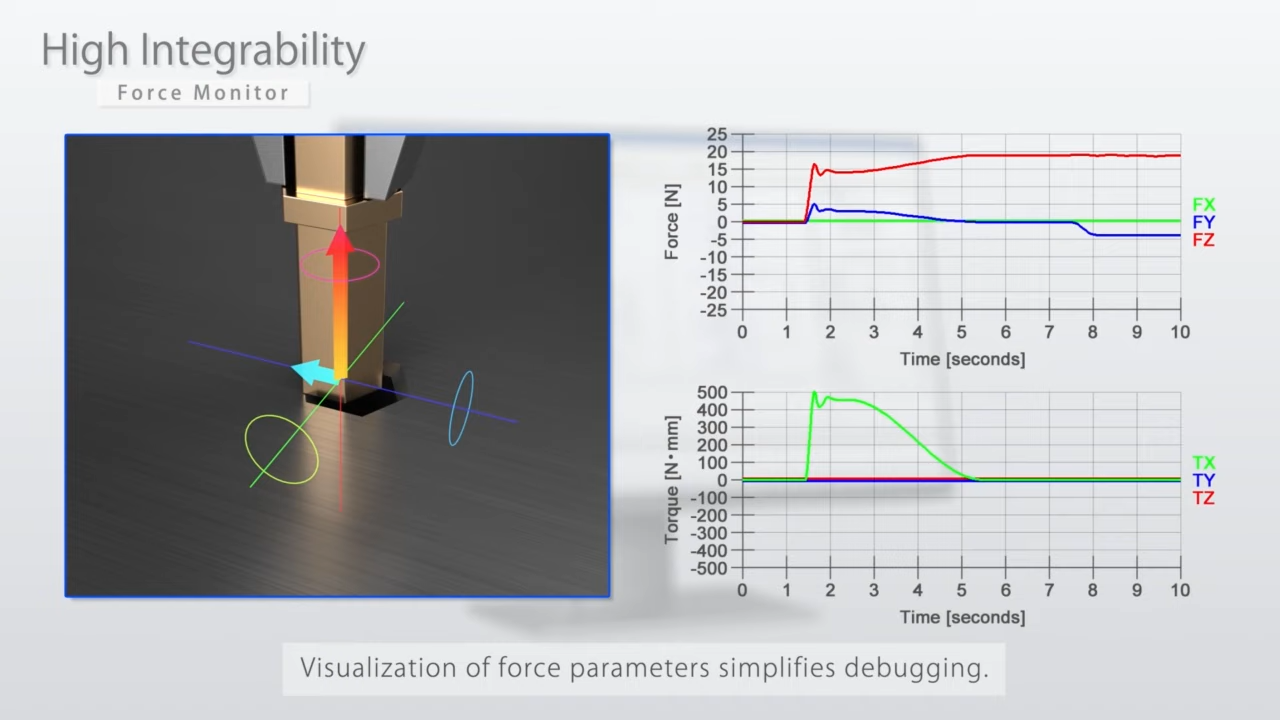 High Integrability
Force Monitor
25
20
15
10
5
0
-5
-10
-15
-20
-25
Force [N]
0 1 2 3 4 5 6 7 8 9 10
Time [seconds]
FX
FY
FZ
500
400
300
200
100
0
-100
-200
-300
-400
-500
Torque [N•mm]
0 1 2 3 4 5 6 7 8 9 10
Time [seconds]
TX
TY
TZ
Visualization of force parameters simplifies debugging.